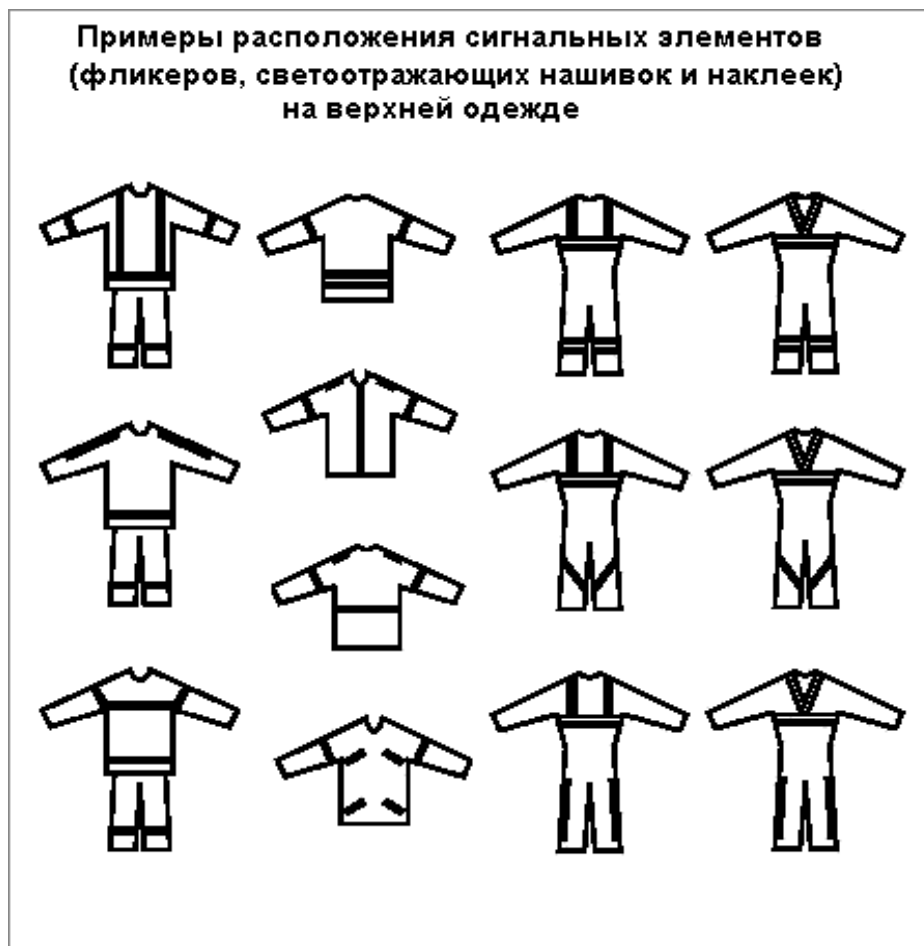 Примеры расположения сигнальных элементов
(фликеров, светоотражающих нашивок и наклеек)
на верхней одежде